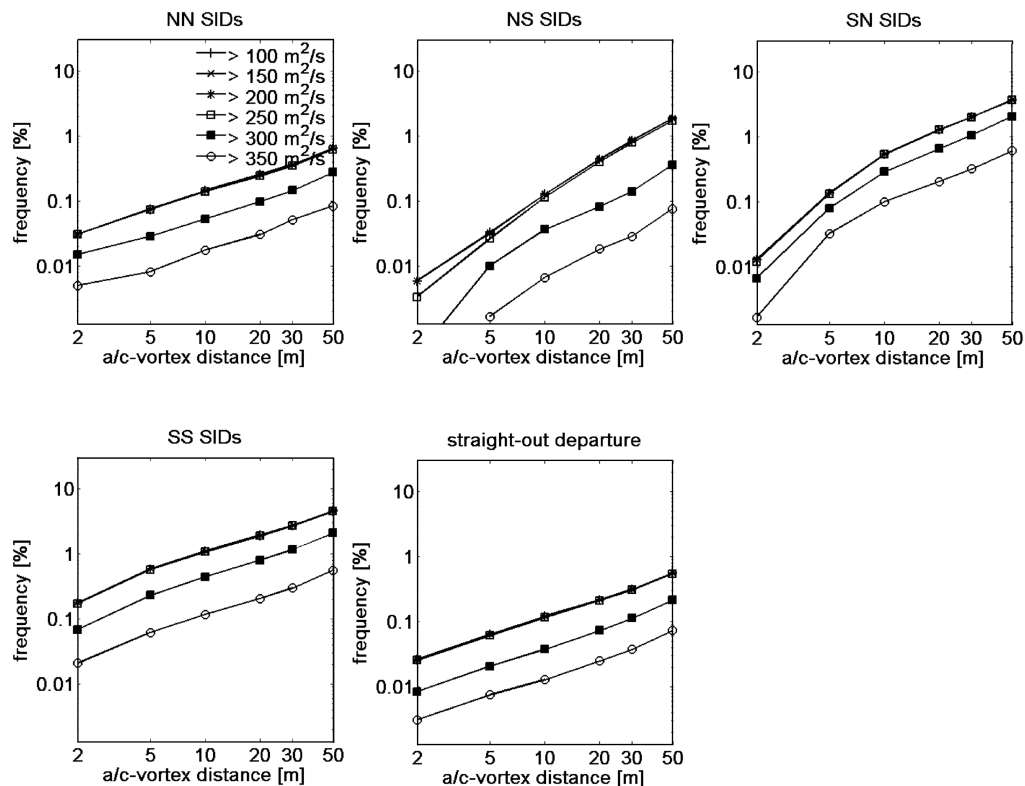 NN SIDs
10
1
0.1
0.01
frequency [%]
> 100 m²/s
> 150 m²/s
> 200 m²/s
> 250 m²/s
> 300 m²/s
> 350 m²/s
2 5 10 20 30 50
a/c-vortex distance [m]
NS SIDs
10
1
0.1
0.01
frequency [%]
2 5 10 20 30 50
a/c-vortex distance [m]
SN SIDs
10
1
0.1
0.01
frequency [%]
2 5 10 20 30 50
a/c-vortex distance [m]
SS SIDs
10
1
0.1
0.01
frequency [%]
2 5 10 20 30 50
a/c-vortex distance [m]
straight-out departure
10
1
0.1
0.01
frequency [%]
2 5 10 20 30 50
a/c-vortex distance [m]